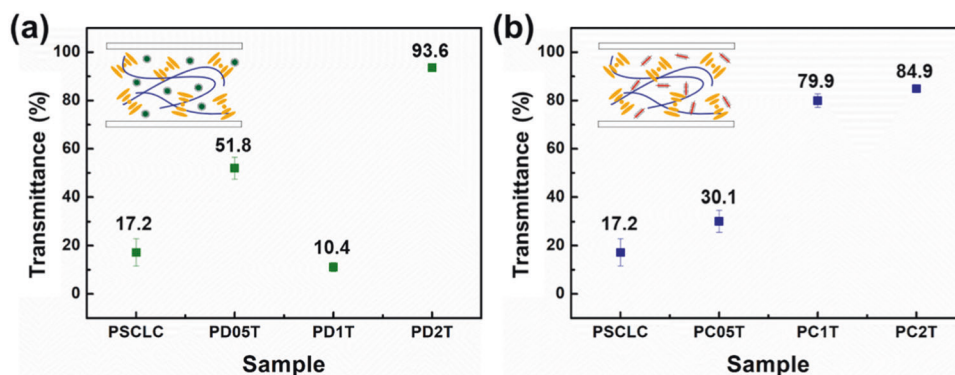 (a)
Transmittance (%)
100
80
60
40
20
0
17.2
51.8
10.4
93.6
PSCLC
PD05T
PD1T
PD2T
Sample
(b)
Transmittance (%)
100
80
60
40
20
0
17.2
30.1
79.9
84.9
PSCLC
PC05T
PC1T
PC2T
Sample